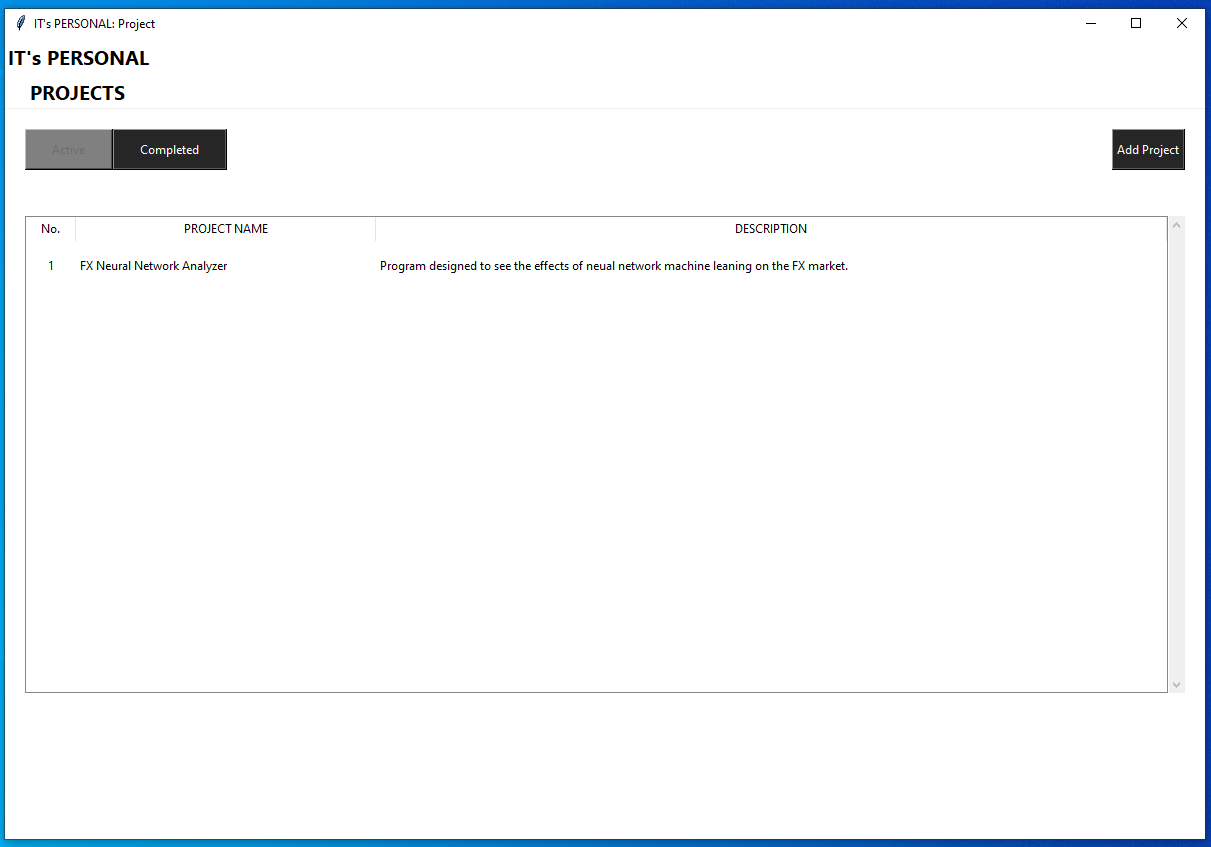 IT's PERSONAL: Project
IT's PERSONAL
PROJECTS
Active Completed Add Project
No. PROJECT NAME DESCRIPTION
1 FX Neural Network Analyzer Program designed to see the effects of neual network machine leaning on the FX market.